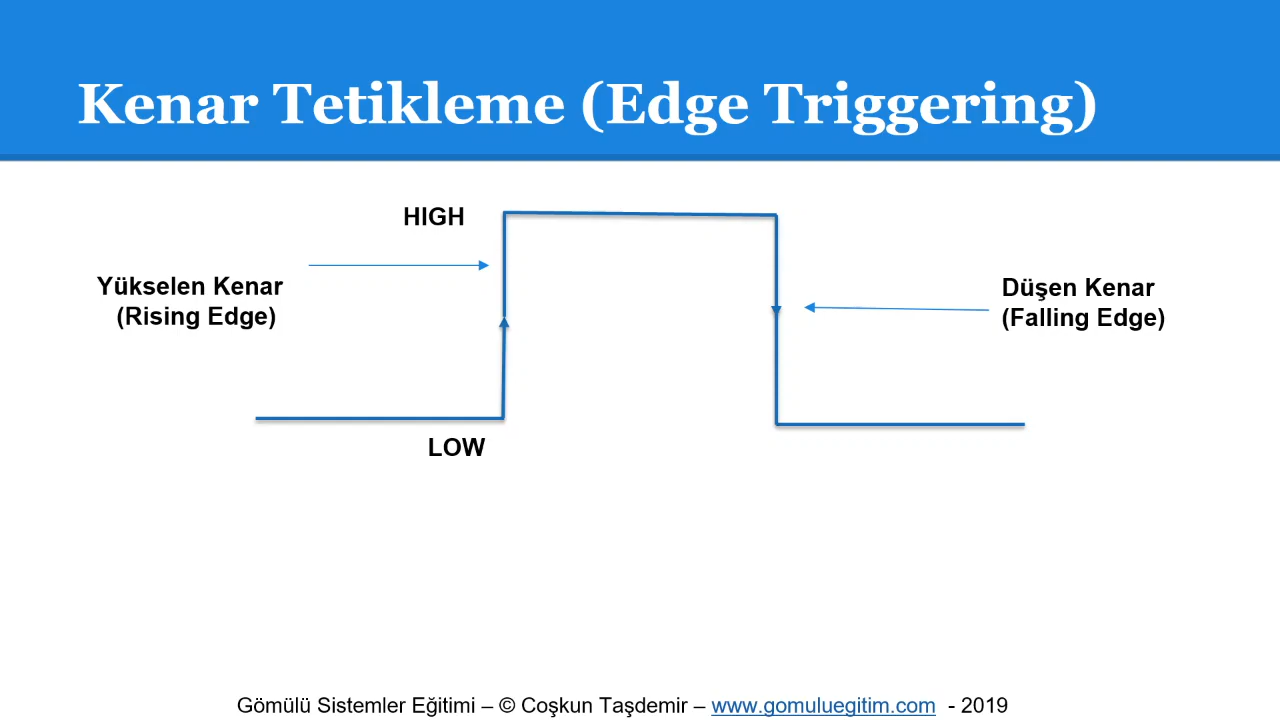 Kenar Tetikleme (Edge Triggering)
HIGH
Yükselen Kenar
(Rising Edge)
Düşen Kenar
(Falling Edge)
LOW
Gömülü Sistemler Eğitimi – © Coşkun Taşdemir – www.gomuluegitim.com - 2019